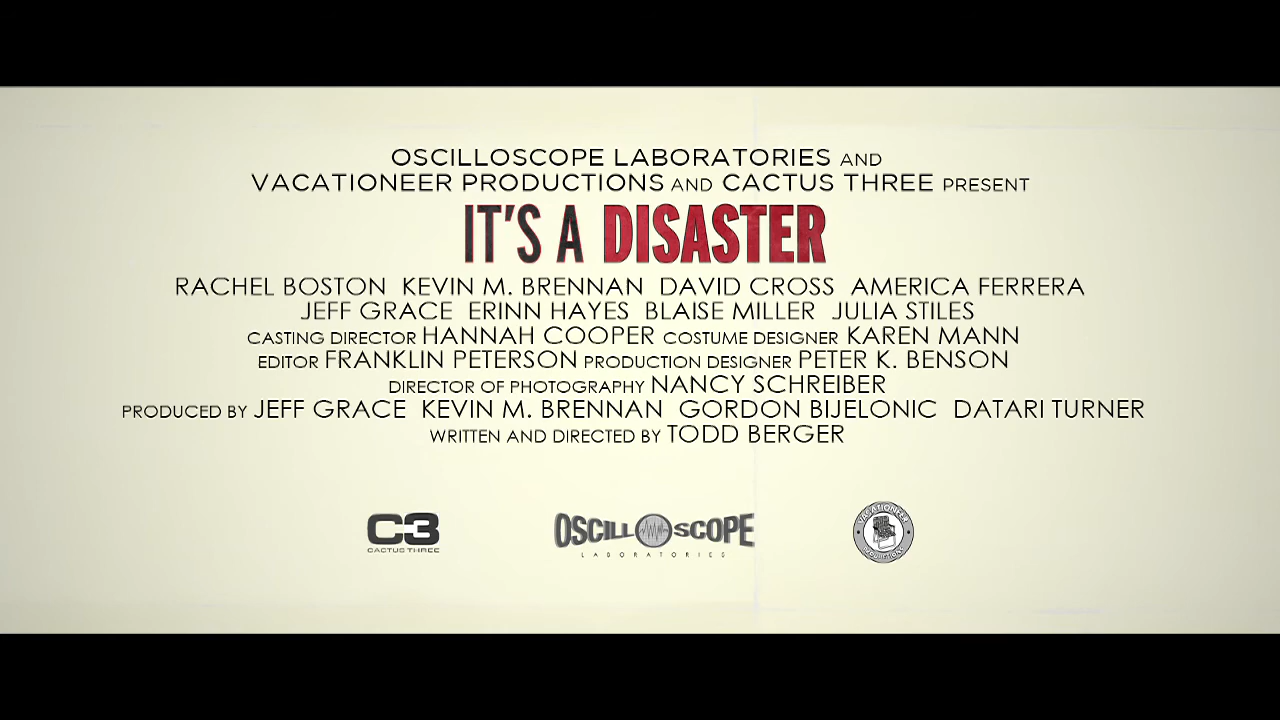 OSCILLOSCOPE LABORATORIES AND
VACATIONEER PRODUCTIONS AND CACTUS THREE PRESENT
IT'S A DISASTER
RACHEL BOSTON KEVIN M. BRENNAN DAVID CROSS AMERICA FERRERA
JEFF GRACE ERINN HAYES BLAISE MILLER JULIA STILES
CASTING DIRECTOR HANNAH COOPER COSTUME DESIGNER KAREN MANN
EDITOR FRANKLIN PETERSON PRODUCTION DESIGNER PETER K. BENSON
DIRECTOR OF PHOTOGRAPHY NANCY SCHREIBER
PRODUCED BY JEFF GRACE KEVIN M. BRENNAN GORDON BIJELONIC DATARI TURNER
WRITTEN AND DIRECTED BY TODD BERGER
C3
CACTUS THREE
OSCILLOSCOPE
LABORATORIES
VACATIONEER
PRODUCTIONS